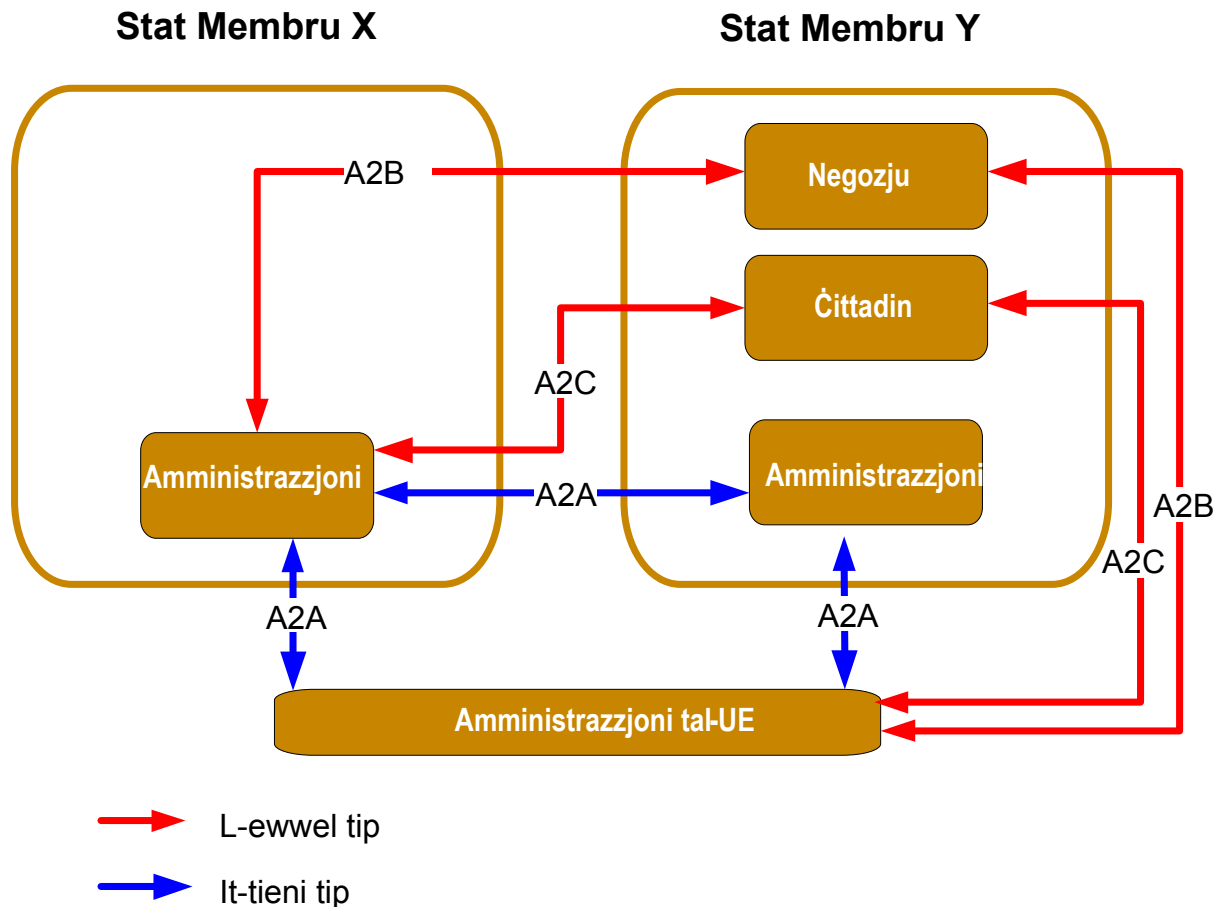 Stat Membru X
Stat Membru Y
A2B
Negozju
Ċittadin
A2C
Amministrazzjoni
Amministrazzjoni
A2A
A2B
A2C
A2A
A2A
Amministrazzjoni tal-UE
L-ewwel tip
It-tieni tip